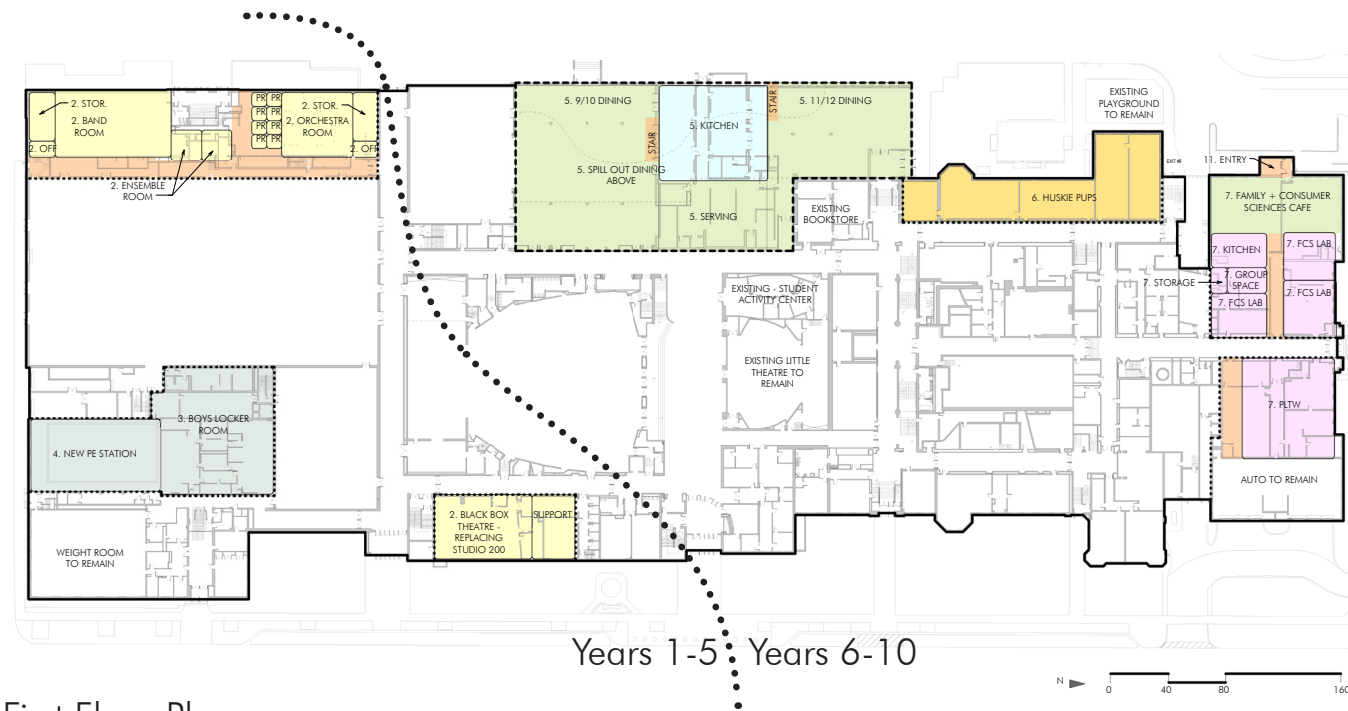 2. STOR.
2. BAND
ROOM
2. OFF
2. ENSEMBLE
ROOM
PR PR
PR PR
PR PR
PR PR
2. STOR.
2, ORCHESTRA
ROOM
2. OFF
5. 9/10 DINING
STAIR
5. KITCHEN
STAIR
5. 11/12 DINING
5. SPILL OUT DINING
ABOVE
5. SERVING
EXISTING
BOOKSTORE
EXISTING
PLAYGROUND
TO REMAIN
6. HUSKIE PUPS
11. ENTRY
7. FAMILY + CONSUMER
SCIENCES CAFE
7. KITCHEN
7. FCS LAB
7. GROUP
SPACE
7. STORAGE
7. FCS LAB
7. FCS LAB
EXISTING - STUDENT
ACTIVITY CENTER
EXISTING LITTLE
THEATRE TO
REMAIN
7. PLTW
AUTO TO REMAIN
3. BOYS LOCKER
ROOM
4. NEW PE STATION
WEIGHT ROOM
TO REMAIN
2. BLACK BOX
THEATRE -
REPLACING
STUDIO 200
SUPPORT
Years 1-5 Years 6-10
N
0 40 80 160